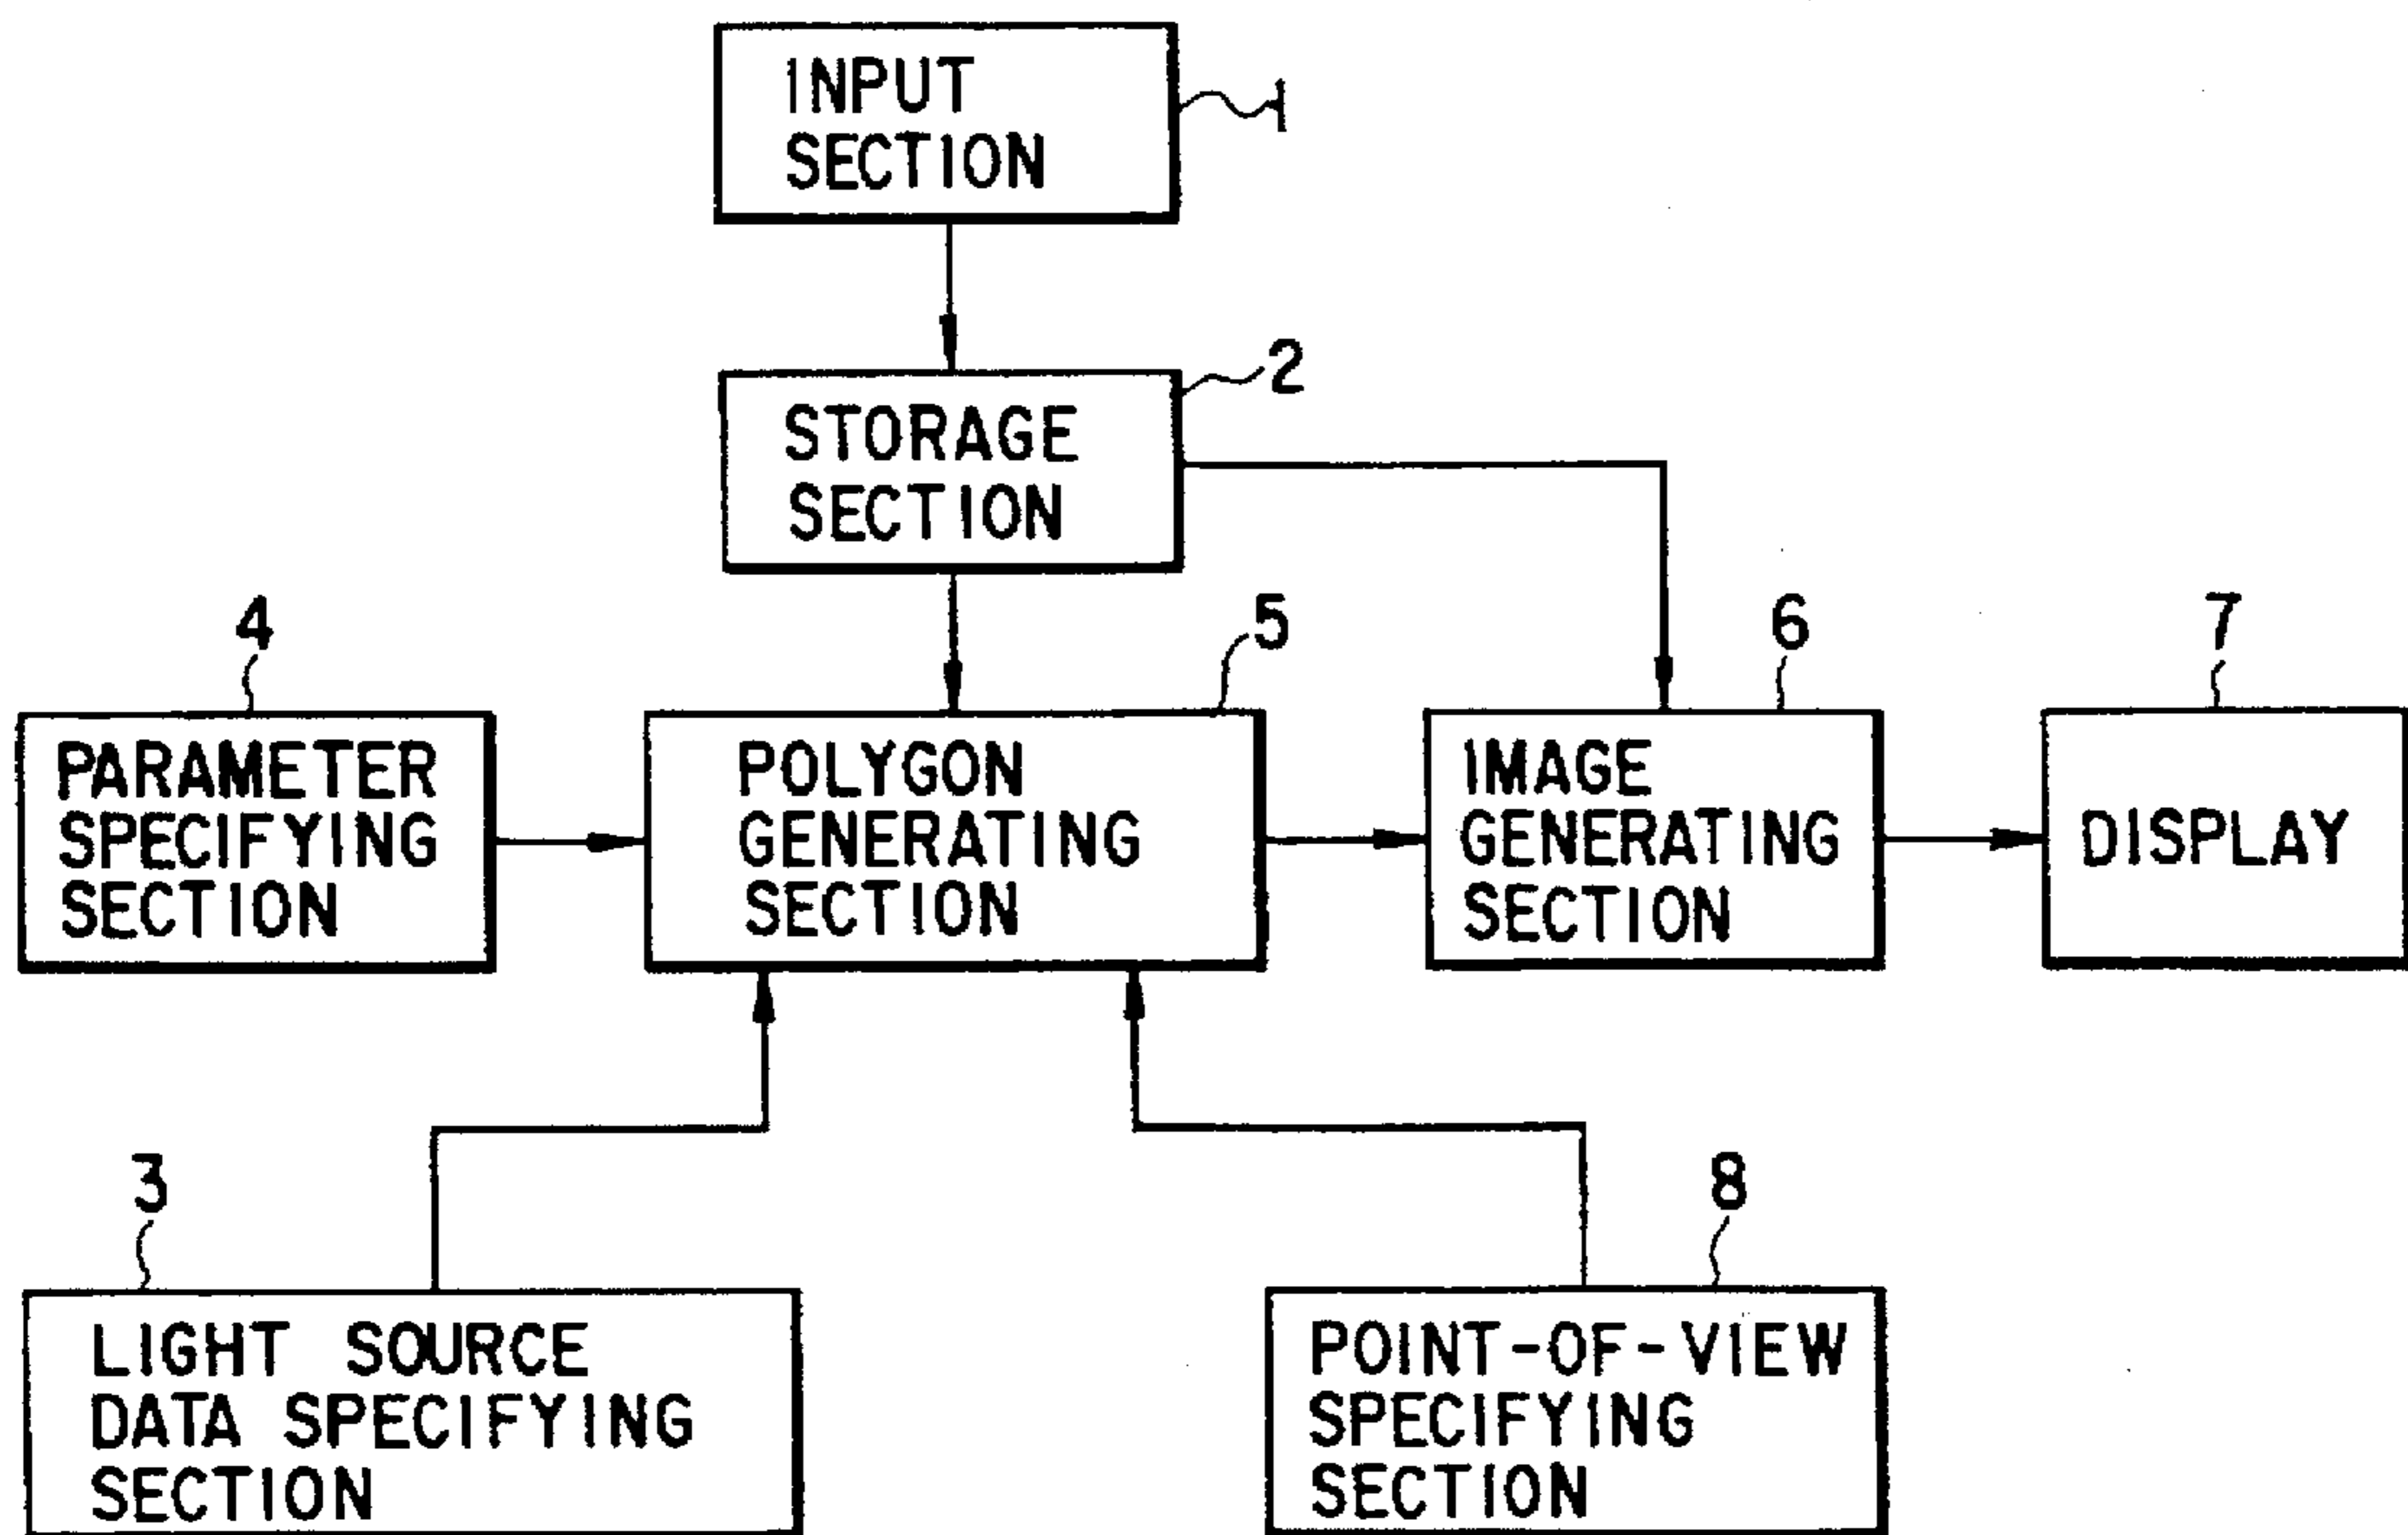 INPUT
SECTION
1
2
STORAGE
SECTION
4
5
6
7
PARAMETER
SPECIFYING
SECTION
POLYGON
GENERATING
SECTION
IMAGE
GENERATING
SECTION
DISPLAY
3
8
LIGHT SOURCE
DATA SPECIFYING
SECTION
POINT-OF-VIEW
SPECIFYING
SECTION